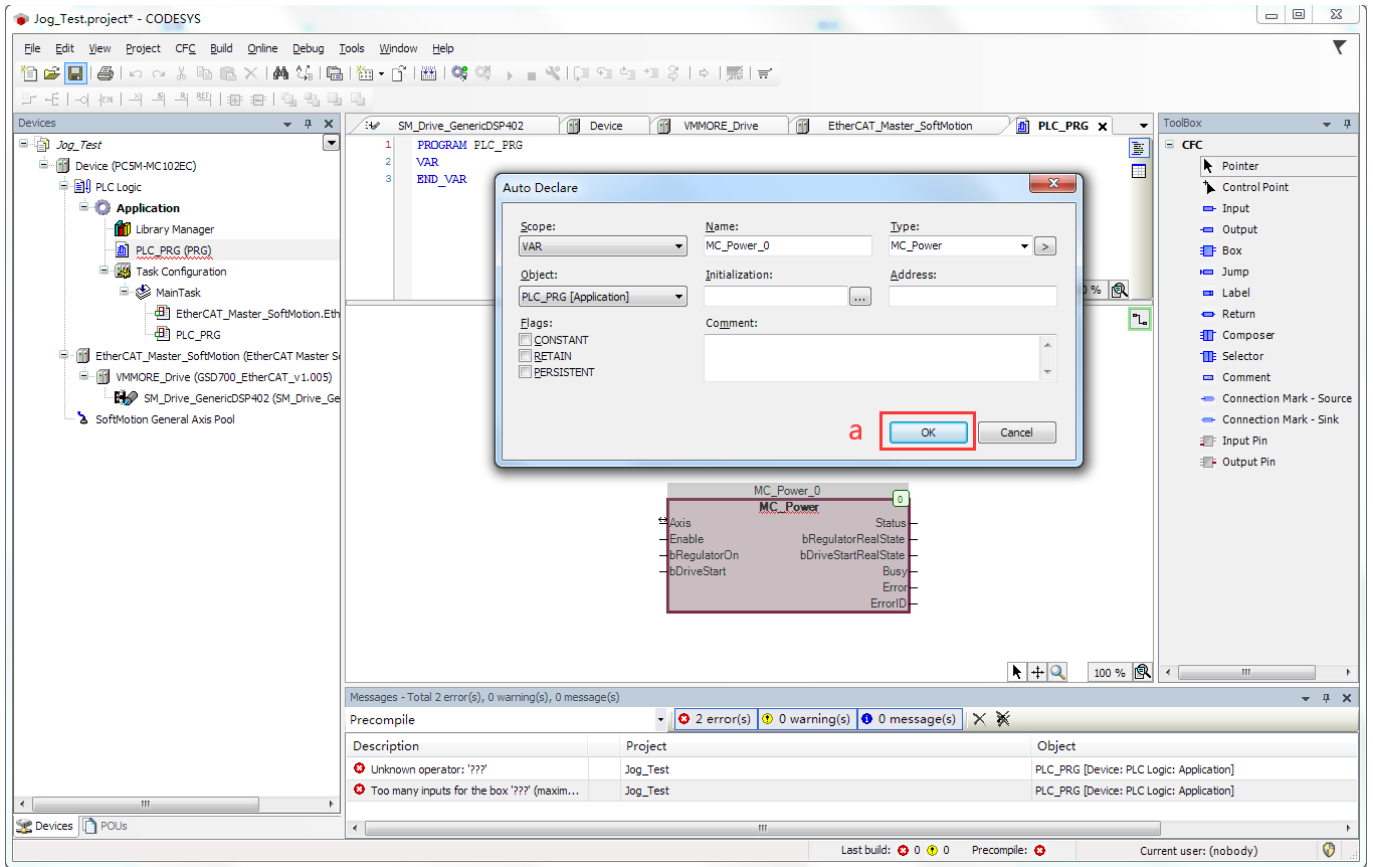 Jog_Test.project* - CODESYS
File Edit View Project CFC Build Online Debug Tools Window Help
Devices
Jog_Test
Device (PC5M-MC102EC)
PLC Logic
Application
Library Manager
PLC_PRG (PRG)
Task Configuration
MainTask
EtherCAT_Master_SoftMotion.Eth
PLC_PRG
EtherCAT_Master_SoftMotion (EtherCAT Master S
VMMORE_Drive (GSD700_EtherCAT_v1.005)
SM_Drive_GenericDSP402 (SM_Drive_Ge
SoftMotion General Axis Pool
Devices POUs
SM_Drive_GenericDSP402 Device VMMORE_Drive EtherCAT_Master_SoftMotion PLC_PRG
1 PROGRAM PLC_PRG
2 VAR
3 END_VAR
Auto Declare
Scope: Name: Type:
VAR MC_Power_0 MC_Power >
Object: Initialization: Address:
PLC_PRG [Application] ...
Flags: Comment:
CONSTANT
RETAIN
PERSISTENT
a OK Cancel
%
MC_Power_0
0
MC_Power
Axis Status
Enable bRegulatorRealState
bRegulatorOn bDriveStartRealState
bDriveStart Busy
Error
ErrorID
100 %
ToolBox
CFC
Pointer
Control Point
Input
Output
Box
Jump
Label
Return
Composer
Selector
Comment
Connection Mark - Source
Connection Mark - Sink
Input Pin
Output Pin
Messages - Total 2 error(s), 0 warning(s), 0 message(s)
Precompile 2 error(s) 0 warning(s) 0 message(s)
Description Project Object
Unknown operator: '???' Jog_Test PLC_PRG [Device: PLC Logic: Application]
Too many inputs for the box '???' (maxim... Jog_Test PLC_PRG [Device: PLC Logic: Application]
Last build: 0 0 Precompile: Current user: (nobody)